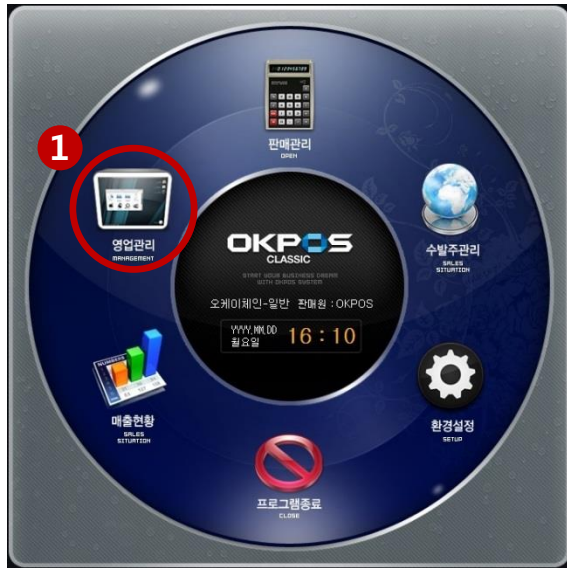 1
판매관리
OPEN
영업관리
MANAGEMENT
수발주관리
SALES
SITUATION
OKPOS
CLASSIC
START YOUR BUSINESS DREAM
WITH OKPOS SYSTEM
오케이체인-일반 판매원 : OKPOS
YYYY.MM.DD
월요일
16 : 10
NUMBERS
매출현황
SALES
SITUATION
환경설정
SETUP
프로그램종료
CLOSE